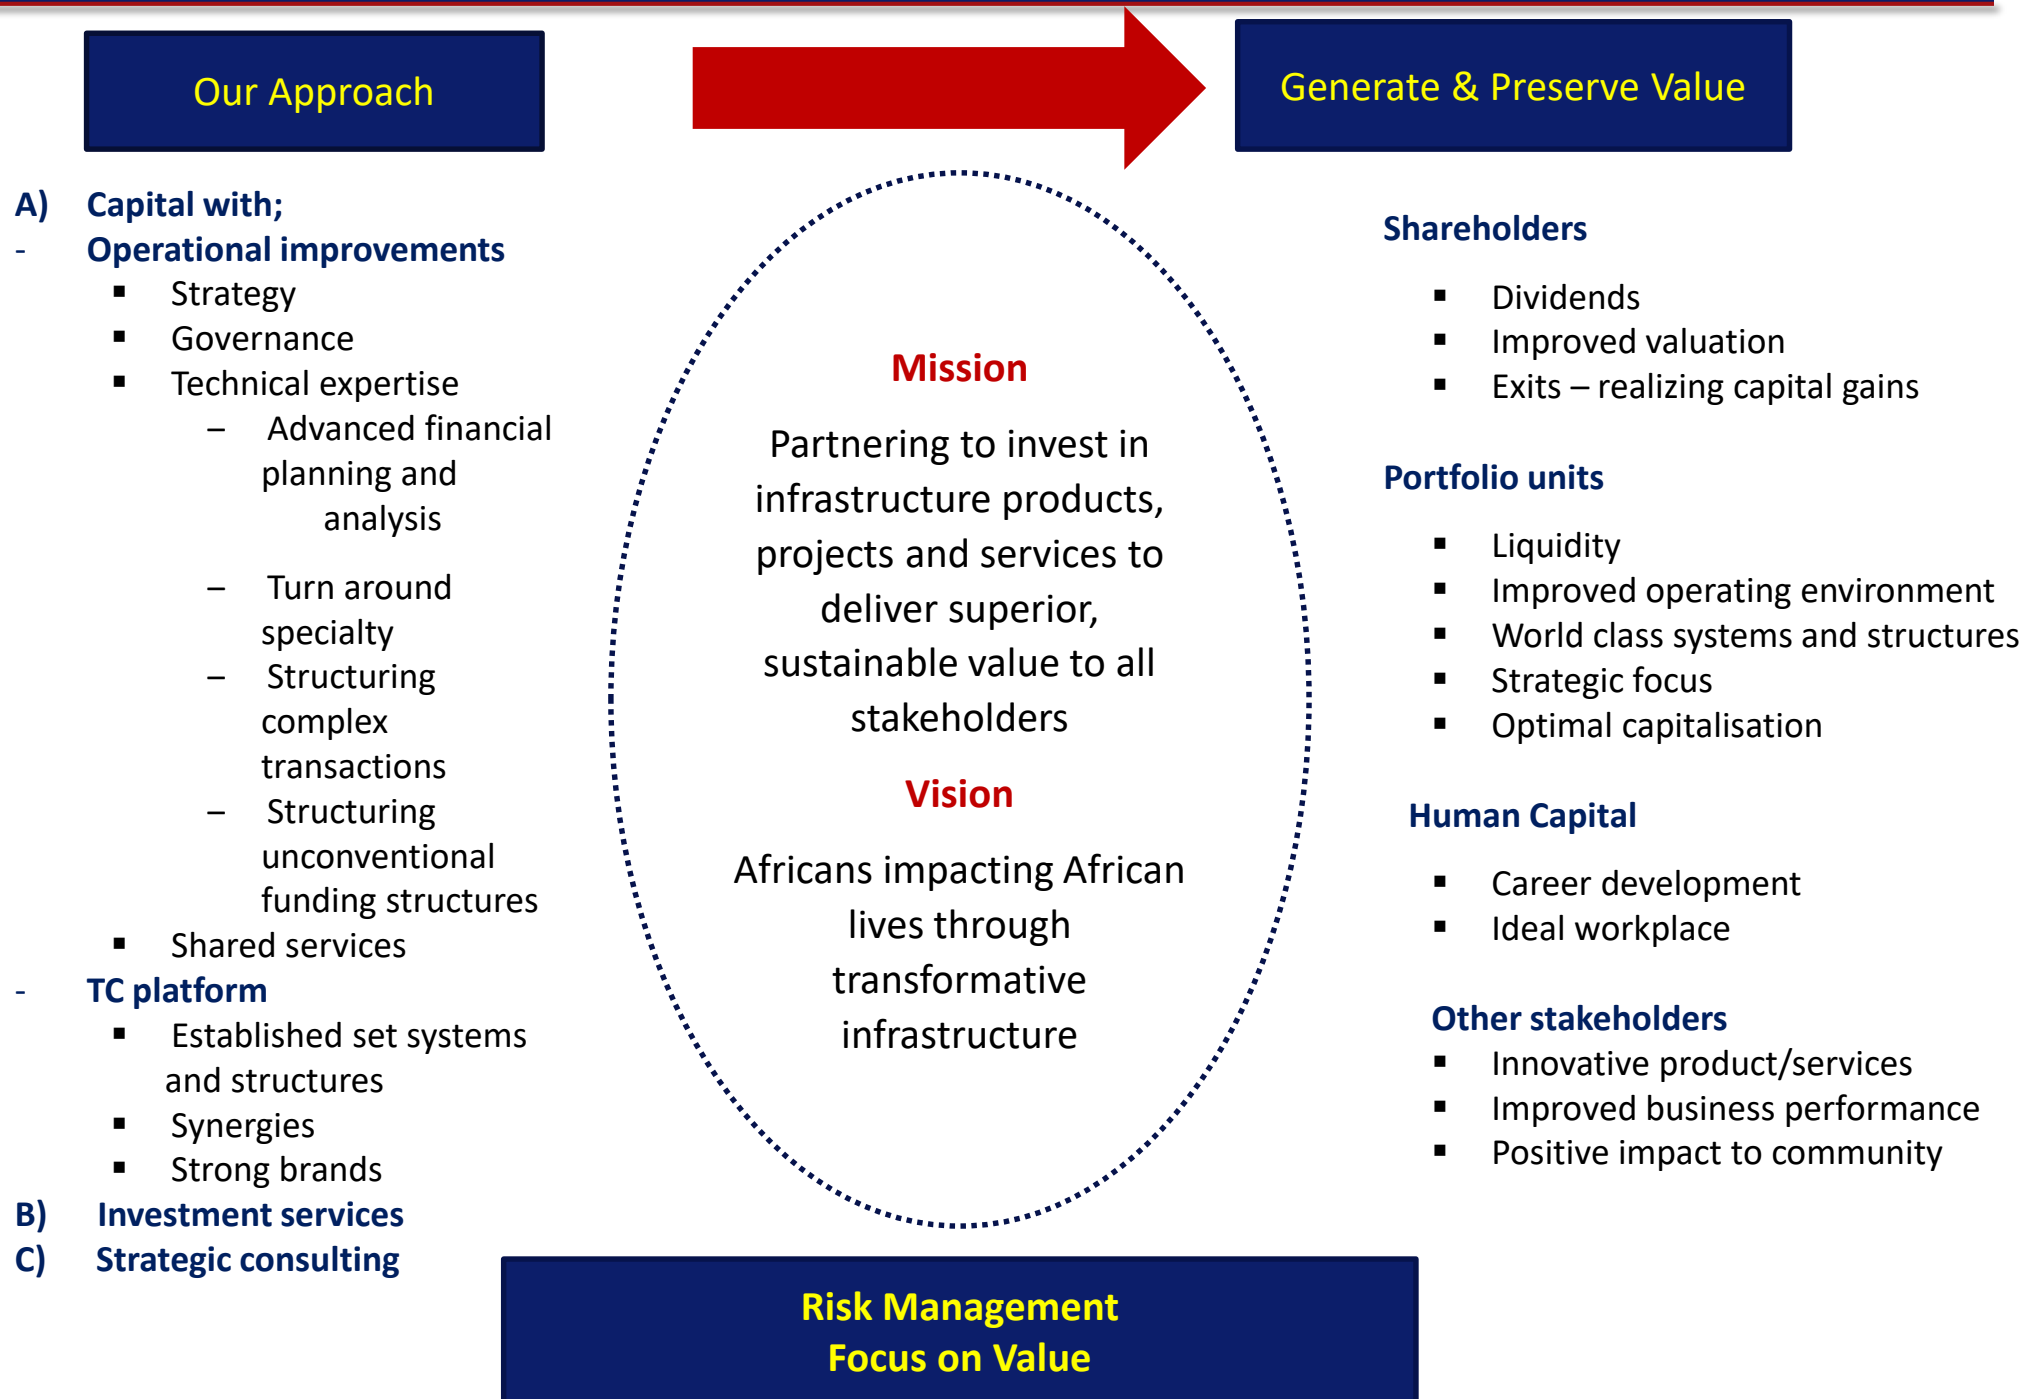 Our Approach
Generate & Preserve Value
A) Capital with;
- Operational improvements
▪ Strategy
▪ Governance
▪ Technical expertise
– Advanced financial
planning and
analysis
– Turn around
specialty
– Structuring
complex
transactions
– Structuring
unconventional
funding structures
▪ Shared services
- TC platform
▪ Established set systems
and structures
▪ Synergies
▪ Strong brands
B) Investment services
C) Strategic consulting
Mission
Partnering to invest in
infrastructure products,
projects and services to
deliver superior,
sustainable value to all
stakeholders
Vision
Africans impacting African
lives through
transformative
infrastructure
Shareholders
▪ Dividends
▪ Improved valuation
▪ Exits – realizing capital gains
Portfolio units
▪ Liquidity
▪ Improved operating environment
▪ World class systems and structures
▪ Strategic focus
▪ Optimal capitalisation
Human Capital
▪ Career development
▪ Ideal workplace
Other stakeholders
▪ Innovative product/services
▪ Improved business performance
▪ Positive impact to community
Risk Management
Focus on Value